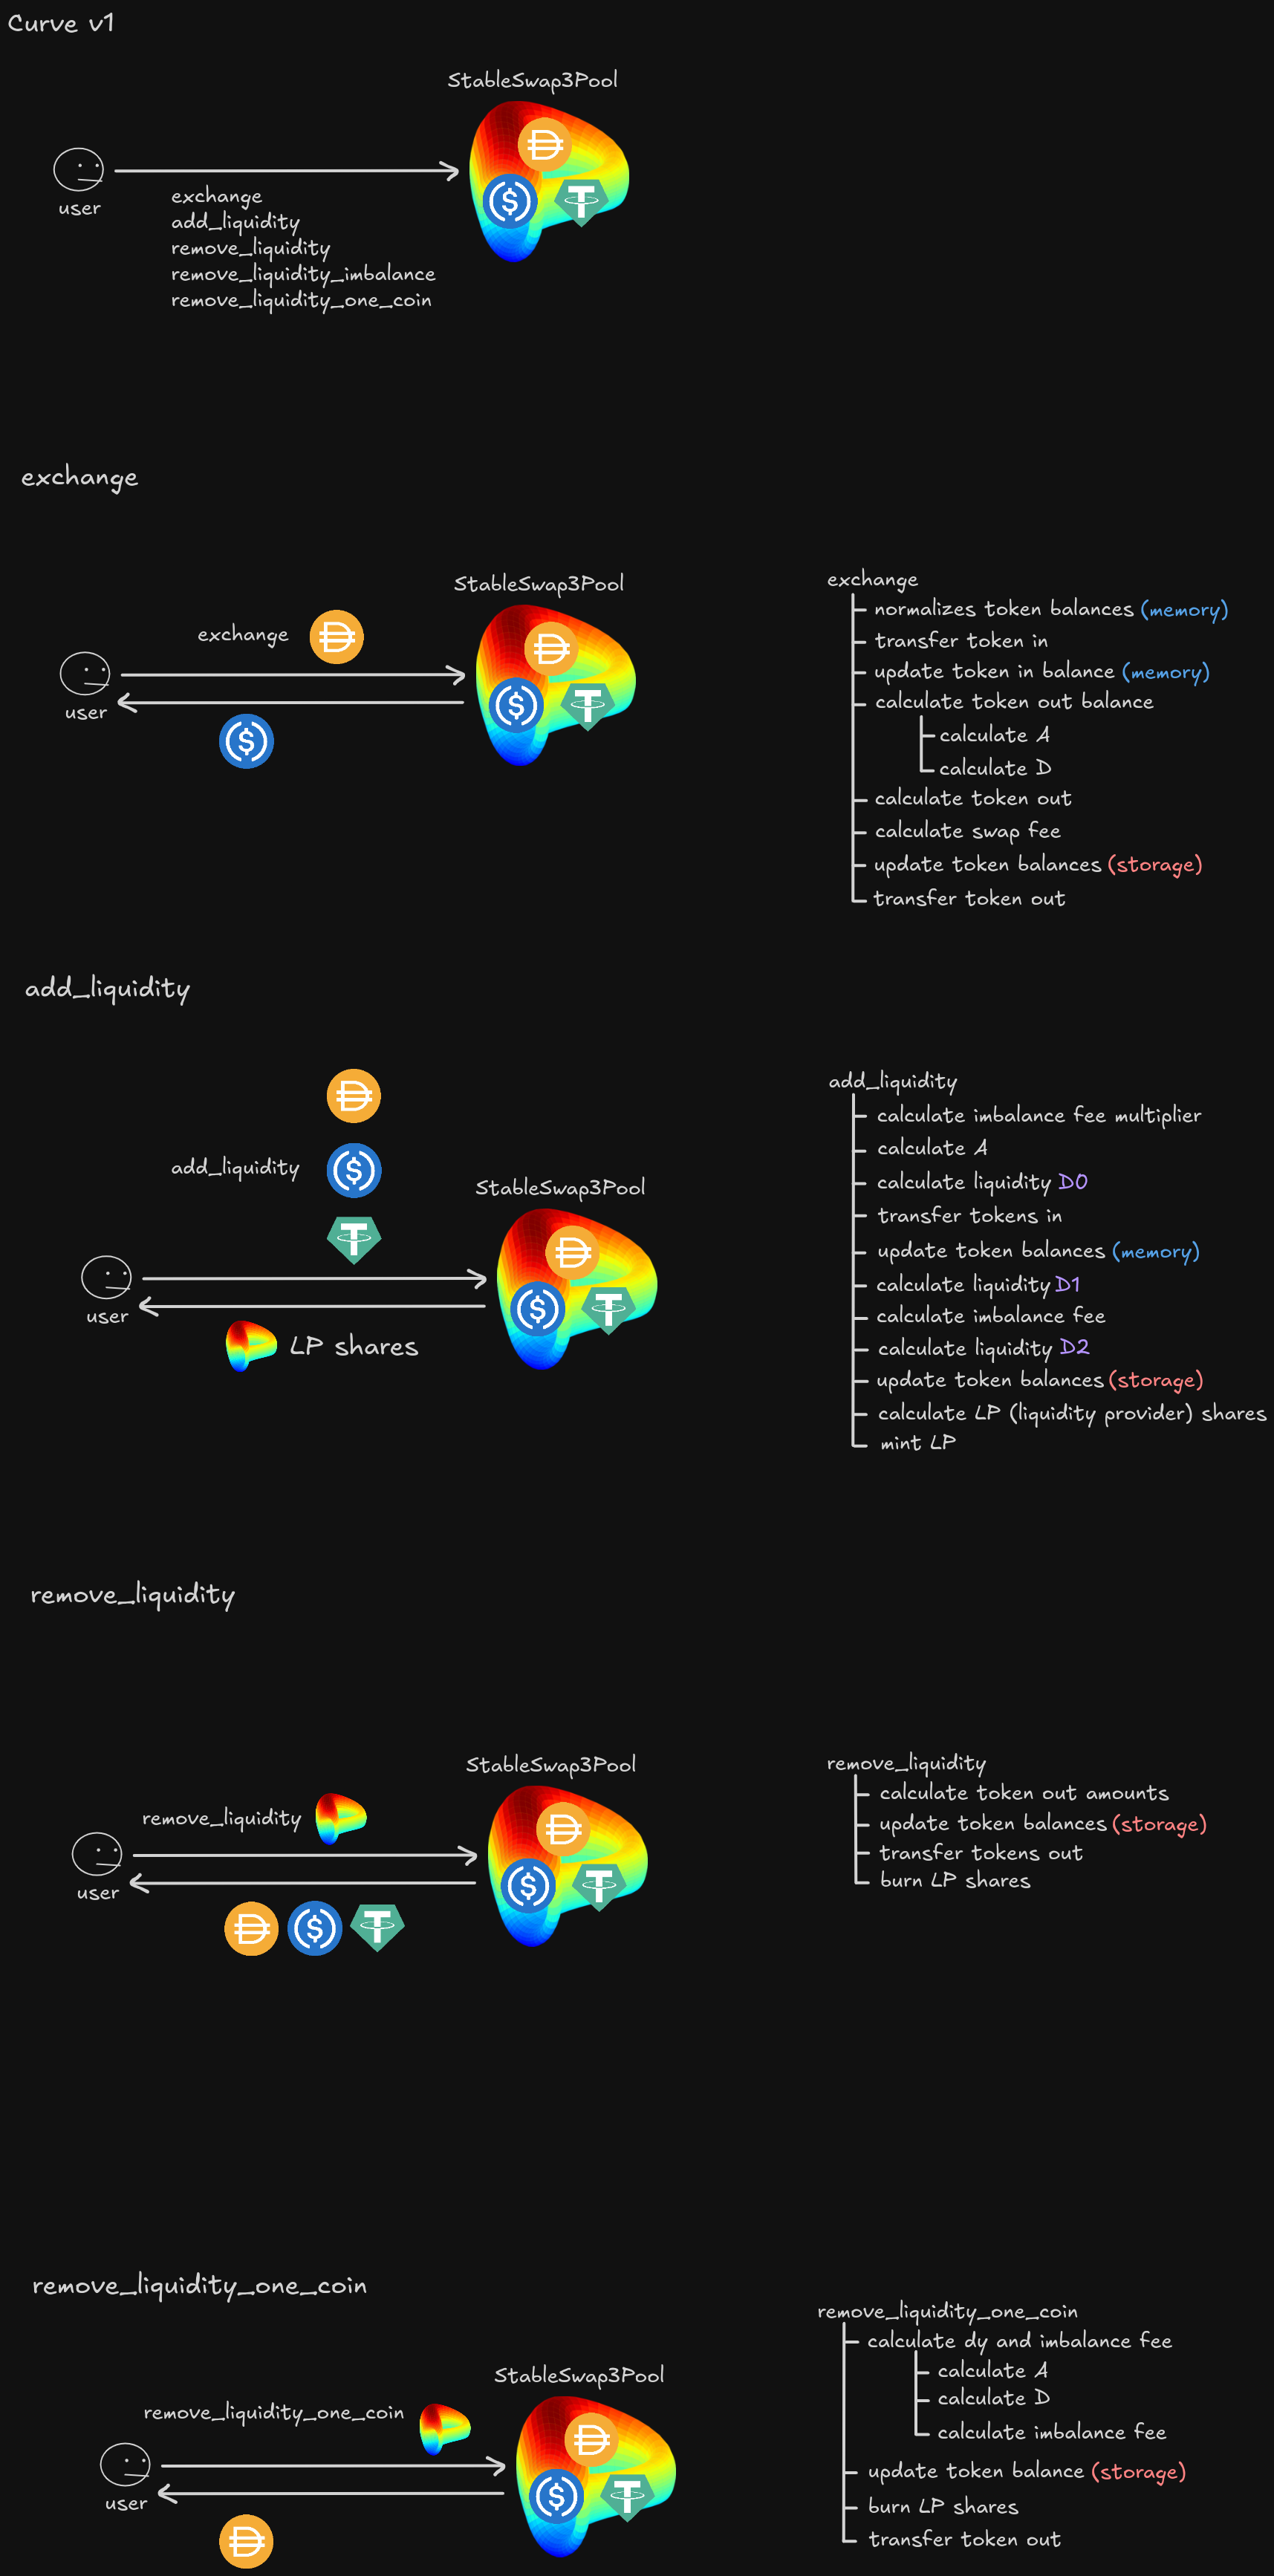 Curve v1
StableSwap3Pool
user
exchange
add_liquidity
remove_liquidity
remove_liquidity_imbalance
remove_liquidity_one_coin
exchange
StableSwap3Pool
exchange
user
exchange
normalizes token balances (memory)
transfer token in
update token in balance (memory)
calculate token out balance
calculate A
calculate D
calculate token out
calculate swap fee
update token balances (storage)
transfer token out
add_liquidity
add_liquidity
StableSwap3Pool
user
LP shares
add_liquidity
calculate imbalance fee multiplier
calculate A
calculate liquidity D0
transfer tokens in
update token balances (memory)
calculate liquidity D1
calculate imbalance fee
calculate liquidity D2
update token balances (storage)
calculate LP (liquidity provider) shares
mint LP
remove_liquidity
StableSwap3Pool
remove_liquidity
user
remove_liquidity
calculate token out amounts
update token balances (storage)
transfer tokens out
burn LP shares
remove_liquidity_one_coin
StableSwap3Pool
remove_liquidity_one_coin
user
remove_liquidity_one_coin
calculate dy and imbalance fee
calculate A
calculate D
calculate imbalance fee
update token balance (storage)
burn LP shares
transfer token out